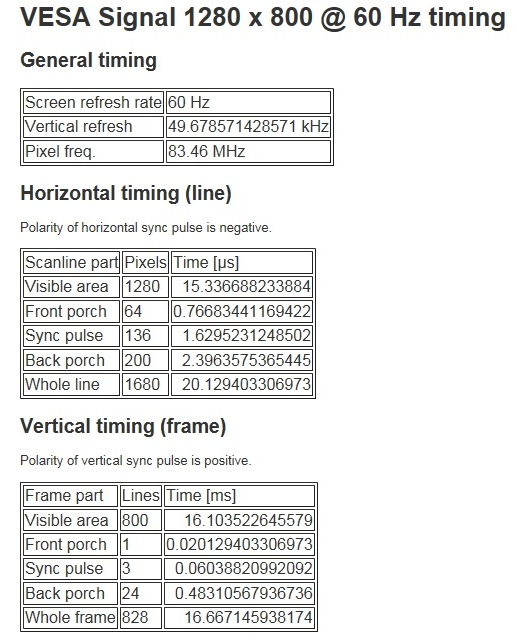 VESA Signal 1280 x 800 @ 60 Hz timing
General timing
Screen refresh rate 60 Hz
Vertical refresh 49.678571428571 kHz
Pixel freq. 83.46 MHz
Horizontal timing (line)
Polarity of horizontal sync pulse is negative.
Scanline part Pixels Time [µs]
Visible area 1280 15.336688233884
Front porch 64 0.76683441169422
Sync pulse 136 1.6295231248502
Back porch 200 2.3963575365445
Whole line 1680 20.129403306973
Vertical timing (frame)
Polarity of vertical sync pulse is positive.
Frame part Lines Time [ms]
Visible area 800 16.103522645579
Front porch 1 0.020129403306973
Sync pulse 3 0.06038820992092
Back porch 24 0.48310567936736
Whole frame 828 16.667145938174